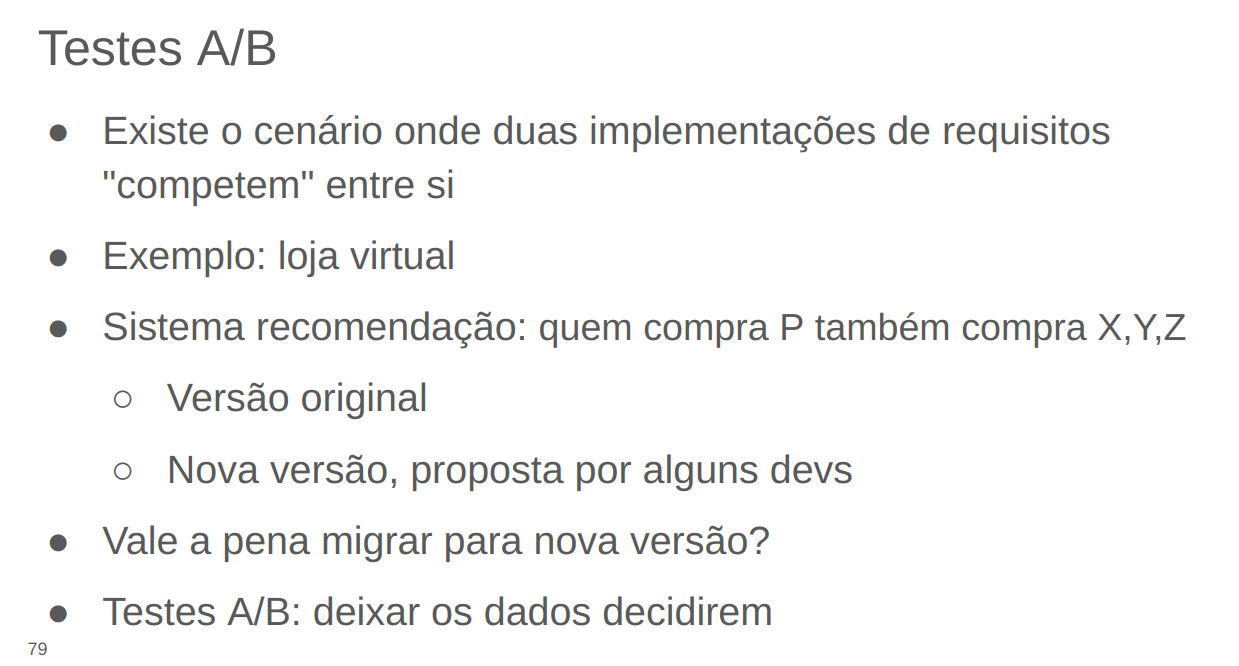 Testes A/B
● Existe o cenário onde duas implementações de requisitos
"competem" entre si
● Exemplo: loja virtual
● Sistema recomendação: quem compra P também compra X,Y,Z
○ Versão original
○ Nova versão, proposta por alguns devs
● Vale a pena migrar para nova versão?
● Testes A/B: deixar os dados decidirem
79